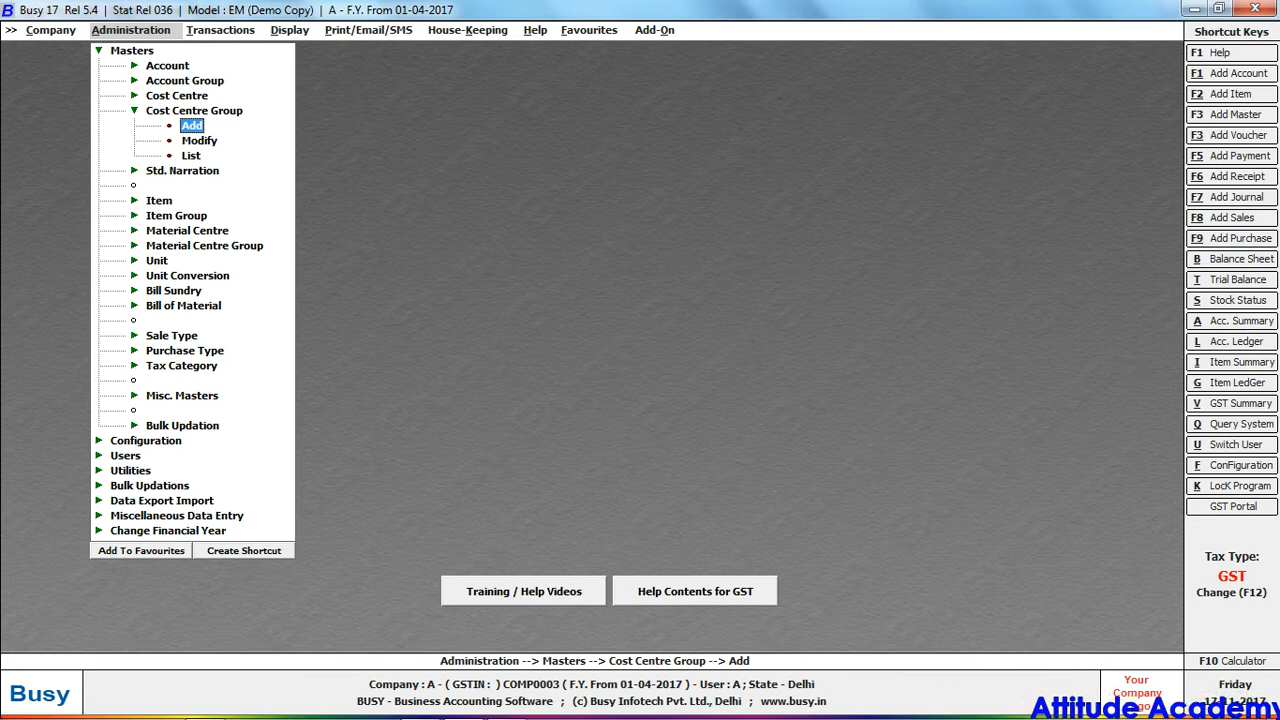 Busy 17 Rel 5.4 | Stat Rel 036 | Model : EM (Demo Copy) | A - F.Y. From 01-04-2017
>> Company Administration Transactions Display Print/Email/SMS House-Keeping Help Favourites Add-On
Masters
Account
Account Group
Cost Centre
Cost Centre Group
Add
Modify
List
Std. Narration
Item
Item Group
Material Centre
Material Centre Group
Unit
Unit Conversion
Bill Sundry
Bill of Material
Sale Type
Purchase Type
Tax Category
Misc. Masters
Bulk Updation
Configuration
Users
Utilities
Bulk Updations
Data Export Import
Miscellaneous Data Entry
Change Financial Year
Add To Favourites Create Shortcut
Training / Help Videos Help Contents for GST
Shortcut Keys
F1 Help
F1 Add Account
F2 Add Item
F3 Add Master
F3 Add Voucher
F5 Add Payment
F6 Add Receipt
F7 Add Journal
F8 Add Sales
F9 Add Purchase
B Balance Sheet
T Trial Balance
S Stock Status
A Acc. Summary
L Acc. Ledger
I Item Summary
G Item LedGer
V GST Summary
Q Query System
U Switch User
F ConFiguration
K LocK Program
GST Portal
Tax Type:
GST
Change (F12)
Administration --> Masters --> Cost Centre Group --> Add
F10 Calculator
Busy
Company : A - ( GSTIN : ) COMP0003 ( F.Y. From 01-04-2017 ) - User : A ; State - Delhi
BUSY - Business Accounting Software ; (c) Busy Infotech Pvt. Ltd., Delhi ; www.busy.in
Your
Company
Friday
Attitude Academy